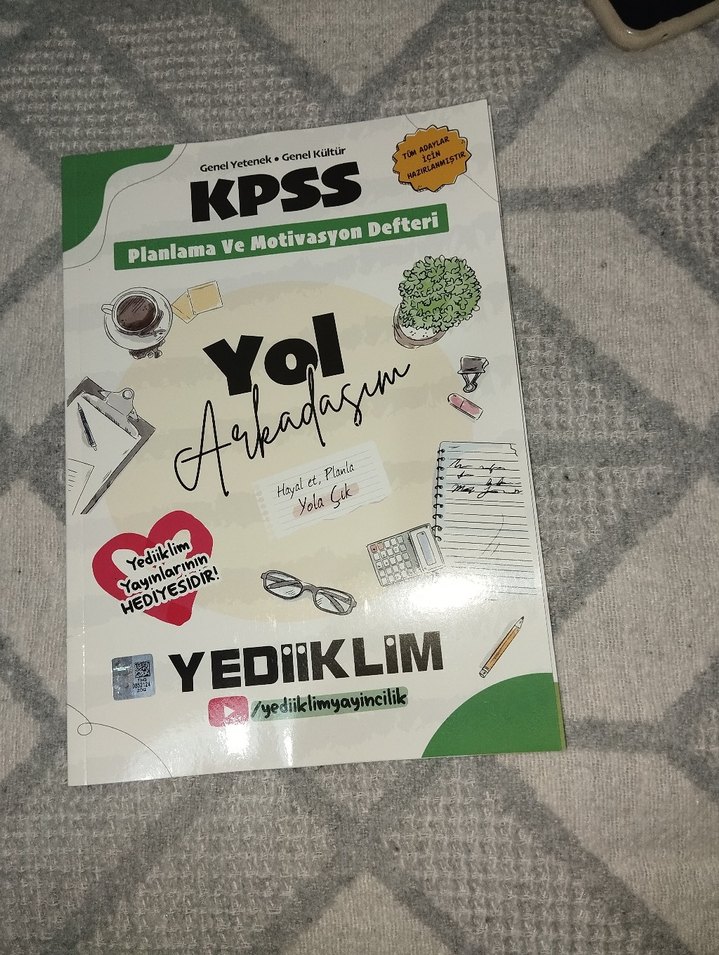 Genel Yetenek • Genel Kültür
KPSS
TÜM ADAYLAR
İÇİN
HAZIRLANMIŞTIR
Planlama Ve Motivasyon Defteri
Yol
Arkadaşım
Hayal et, Planla
Yola Çık
Yediiklim
Yayınlarının
HEDİYESİDİR!
YEDİİKLİM
/yediiklimyayincilik